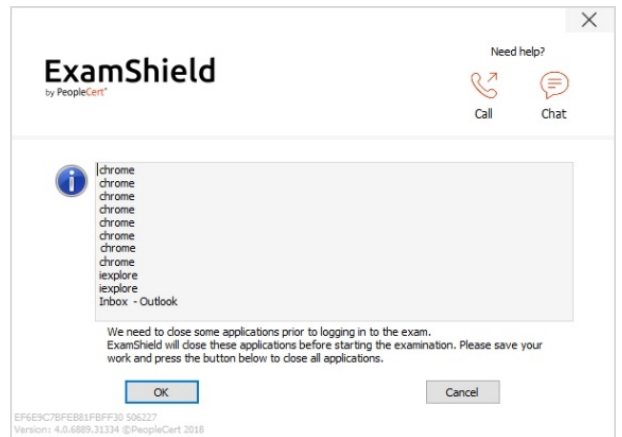 Need help?
ExamShield
by PeopleCert
Call
Chat
chrome
chrome
chrome
chrome
chrome
chrome
chrome
chrome
iexplore
iexplore
Inbox - Outlook
We need to close some applications prior to logging in to the exam.
ExamShield will close these applications before starting the examination. Please save your
work and press the button below to close all applications.
OK
Cancel
EF6E9C7BFEB81FBFF30 506227
Version: 4.0.6889.31334 ©PeopleCert 2018